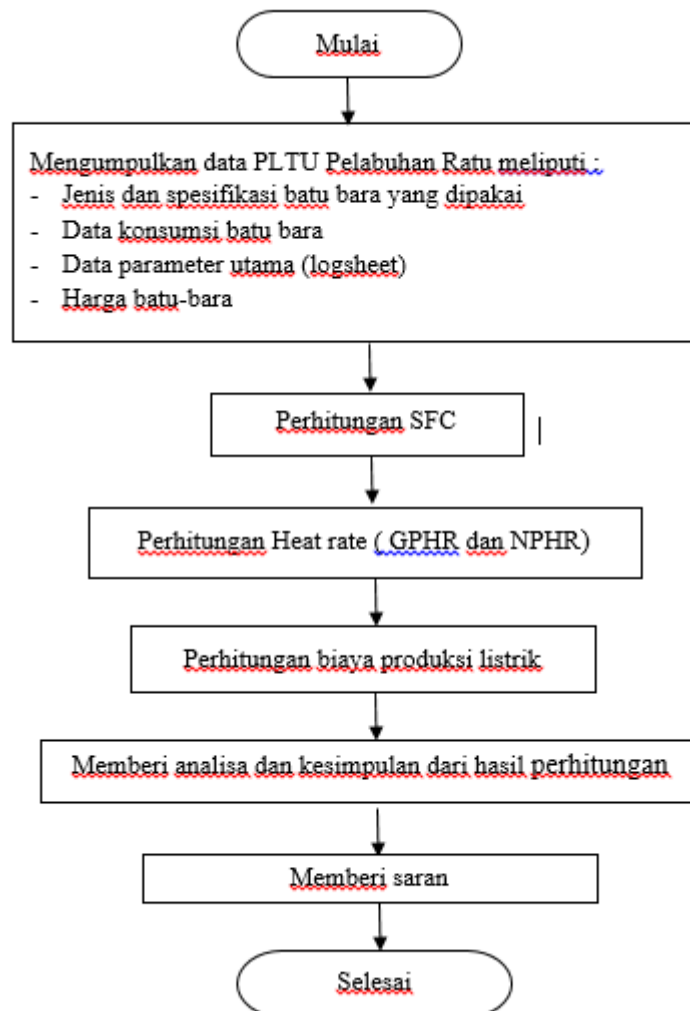 Mulai
Mengumpulkan data PLTU Pelabuhan Ratu meliputi :
- Jenis dan spesifikasi batu bara yang dipakai
- Data konsumsi batu bara
- Data parameter utama (logsheet)
- Harga batu-bara
Perhitungan SFC
Perhitungan Heat rate ( GPHR dan NPHR)
Perhitungan biaya produksi listrik
Memberi analisa dan kesimpulan dari hasil perhitungan
Memberi saran
Selesai